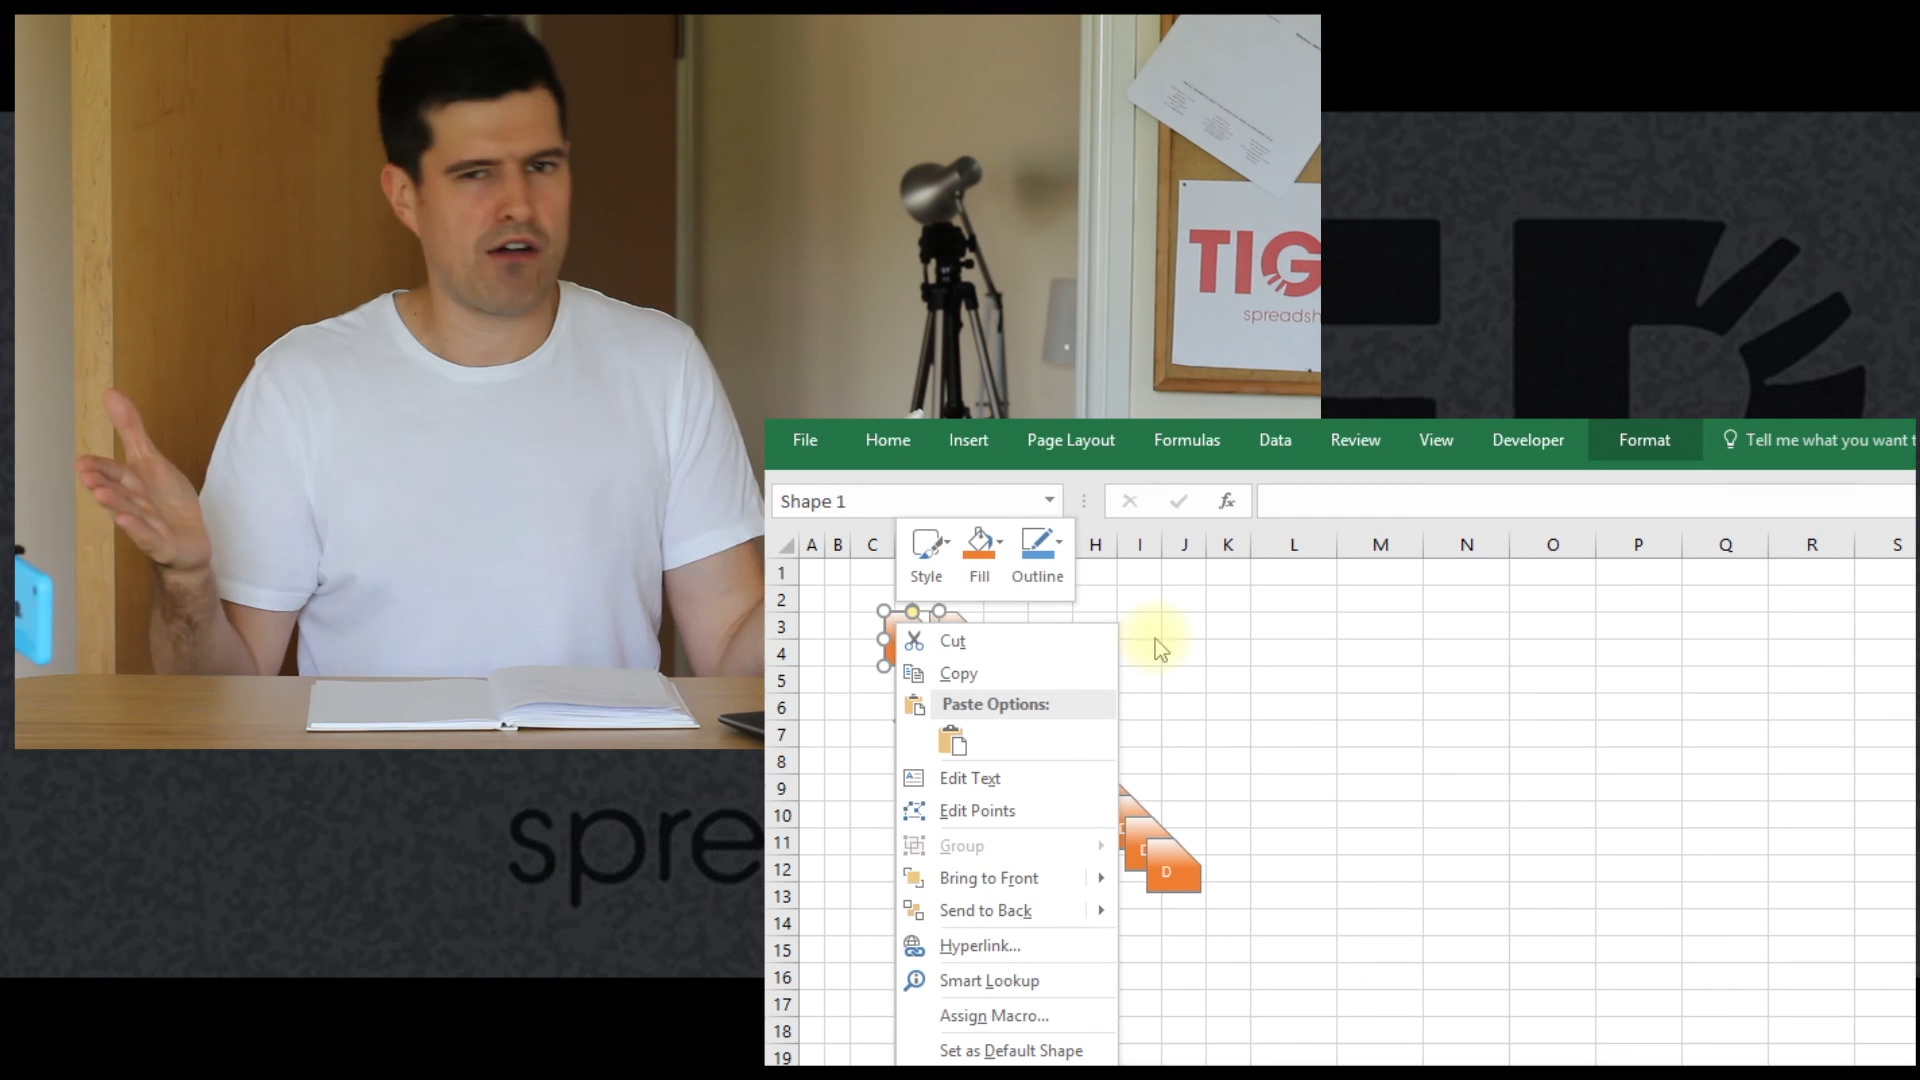 TIG
spreadsh
File Home Insert Page Layout Formulas Data Review View Developer Format Tell me what you want t
Shape 1
fx
Style Fill Outline
A B C H I J K L M N O P Q R S
1
2
3
4
5
6
7
8
9
10
11
12
13
14
15
16
17
18
19
Cut
Copy
Paste Options:
Edit Text
Edit Points
Group
Bring to Front
Send to Back
Hyperlink...
Smart Lookup
Assign Macro...
Set as Default Shape
D
spre